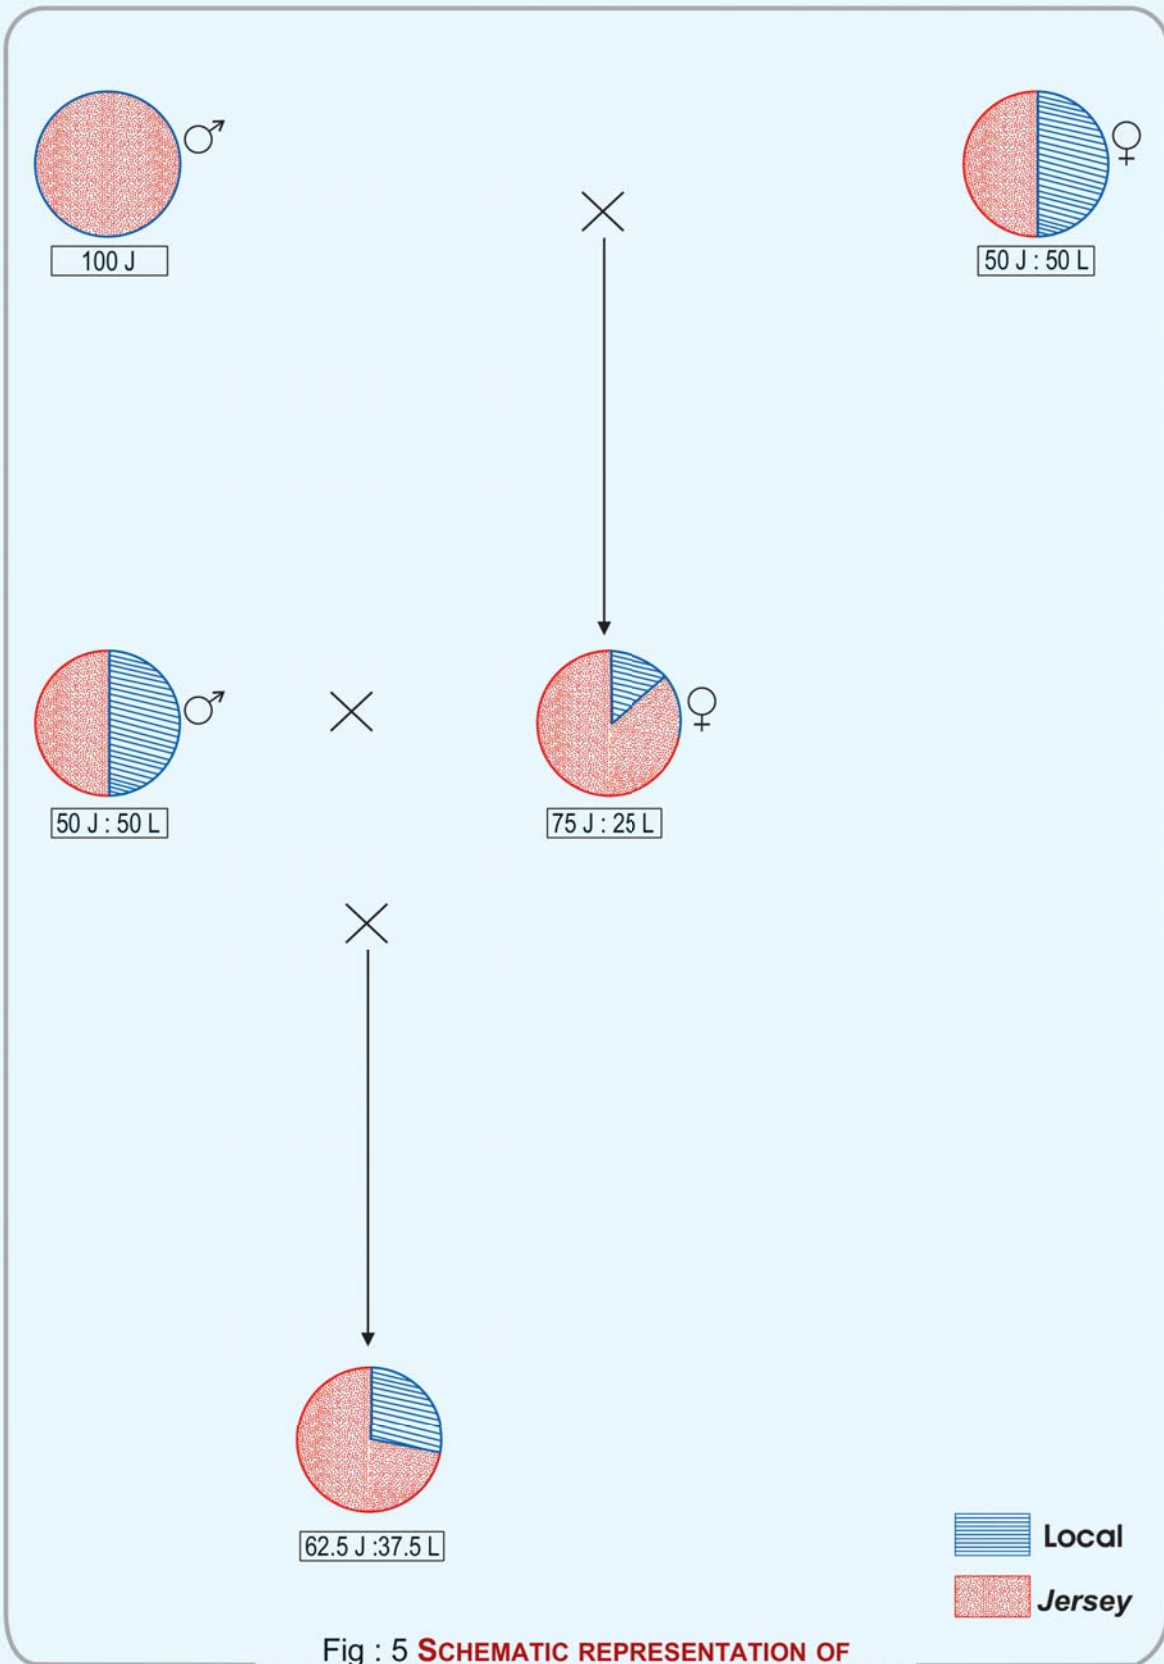 ♂
♀
100 J
50 J : 50 L
♂
♀
50 J : 50 L
75 J : 25 L
62.5 J :37.5 L
Local
Jersey
Fig : 5 SCHEMATIC REPRESENTATION OF